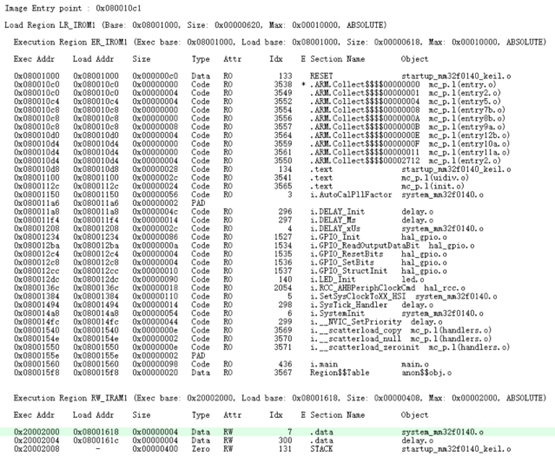 Image Entry point : 0x080010c1
Load Region LR_IROM1 (Base: 0x08001000, Size: 0x00000620, Max: 0x00010000, ABSOLUTE)
Execution Region ER_IROM1 (Exec base: 0x08001000, Load base: 0x08001000, Size: 0x00000618, Max: 0x00010000, ABSOLUTE)
Exec Addr Load Addr Size Type Attr Idx E Section Name Object
0x08001000 0x08001000 0x000000c0 Data RO 133 RESET startup_mm32f0140_keil.o
0x080010c0 0x080010c0 0x00000000 Code RO 3538 * .ARM.Collect$$$$00000000 mc_p.l(entry.o)
0x080010c0 0x080010c0 0x00000004 Code RO 3549 .ARM.Collect$$$$00000001 mc_p.l(entry2.o)
0x080010c4 0x080010c4 0x00000004 Code RO 3552 .ARM.Collect$$$$00000004 mc_p.l(entry5.o)
0x080010c8 0x080010c8 0x00000000 Code RO 3554 .ARM.Collect$$$$00000008 mc_p.l(entry7b.o)
0x080010c8 0x080010c8 0x00000000 Code RO 3556 .ARM.Collect$$$$0000000A mc_p.l(entry8b.o)
0x080010c8 0x080010c8 0x00000008 Code RO 3557 .ARM.Collect$$$$0000000B mc_p.l(entry9a.o)
0x080010d0 0x080010d0 0x00000004 Code RO 3564 .ARM.Collect$$$$0000000E mc_p.l(entry12b.o)
0x080010d4 0x080010d4 0x00000000 Code RO 3559 .ARM.Collect$$$$0000000F mc_p.l(entry10a.o)
0x080010d4 0x080010d4 0x00000000 Code RO 3561 .ARM.Collect$$$$00000011 mc_p.l(entry11a.o)
0x080010d4 0x080010d4 0x00000004 Code RO 3550 .ARM.Collect$$$$00002712 mc_p.l(entry2.o)
0x080010d8 0x080010d8 0x00000028 Code RO 134 .text startup_mm32f0140_keil.o
0x08001100 0x08001100 0x0000002c Code RO 3541 .text mc_p.l(uidiv.o)
0x0800112c 0x0800112c 0x00000024 Code RO 3565 .text mc_p.l(init.o)
0x08001150 0x08001150 0x00000056 Code RO 3 i.AutoCalPllFactor system_mm32f0140.o
0x080011a6 0x080011a6 0x00000002 PAD
0x080011a8 0x080011a8 0x0000004c Code RO 296 i.DELAY_Init delay.o
0x080011f4 0x080011f4 0x00000014 Code RO 297 i.DELAY_Ms delay.o
0x08001208 0x08001208 0x0000002c Code RO 4 i.DELAY_xUs system_mm32f0140.o
0x08001234 0x08001234 0x00000086 Code RO 1527 i.GPIO_Init hal_gpio.o
0x080012ba 0x080012ba 0x0000000a Code RO 1534 i.GPIO_ReadOutputDataBit hal_gpio.o
0x080012c4 0x080012c4 0x00000004 Code RO 1535 i.GPIO_ResetBits hal_gpio.o
0x080012c8 0x080012c8 0x00000004 Code RO 1536 i.GPIO_SetBits hal_gpio.o
0x080012cc 0x080012cc 0x00000010 Code RO 1537 i.GPIO_StructInit hal_gpio.o
0x080012dc 0x080012dc 0x00000090 Code RO 140 i.LED_Init led.o
0x0800136c 0x0800136c 0x00000018 Code RO 2054 i.RCC_AHBPeriphClockCmd hal_rcc.o
0x08001384 0x08001384 0x00000110 Code RO 5 i.SetSysClockToXX_HSI system_mm32f0140.o
0x08001494 0x08001494 0x00000014 Code RO 298 i.SysTick_Handler delay.o
0x080014a8 0x080014a8 0x00000054 Code RO 6 i.SystemInit system_mm32f0140.o
0x080014fc 0x080014fc 0x00000044 Code RO 299 i.__NVIC_SetPriority delay.o
0x08001540 0x08001540 0x0000000e Code RO 3569 i.__scatterload_copy mc_p.l(handlers.o)
0x0800154e 0x0800154e 0x00000002 Code RO 3570 i.__scatterload_null mc_p.l(handlers.o)
0x08001550 0x08001550 0x0000000e Code RO 3571 i.__scatterload_zeroinit mc_p.l(handlers.o)
0x0800155e 0x0800155e 0x00000002 PAD
0x08001560 0x08001560 0x00000098 Code RO 436 i.main main.o
0x080015f8 0x080015f8 0x00000020 Data RO 3567 Region$$Table anon$$obj.o
Execution Region RW_IRAM1 (Exec base: 0x20002000, Load base: 0x08001618, Size: 0x00000408, Max: 0x00002000, ABSOLUTE)
Exec Addr Load Addr Size Type Attr Idx E Section Name Object
0x20002000 0x08001618 0x00000004 Data RW 7 .data system_mm32f0140.o
0x20002004 0x0800161c 0x00000004 Data RW 300 .data delay.o
0x20002008 - 0x00000400 Zero RW 131 STACK startup_mm32f0140_keil.o